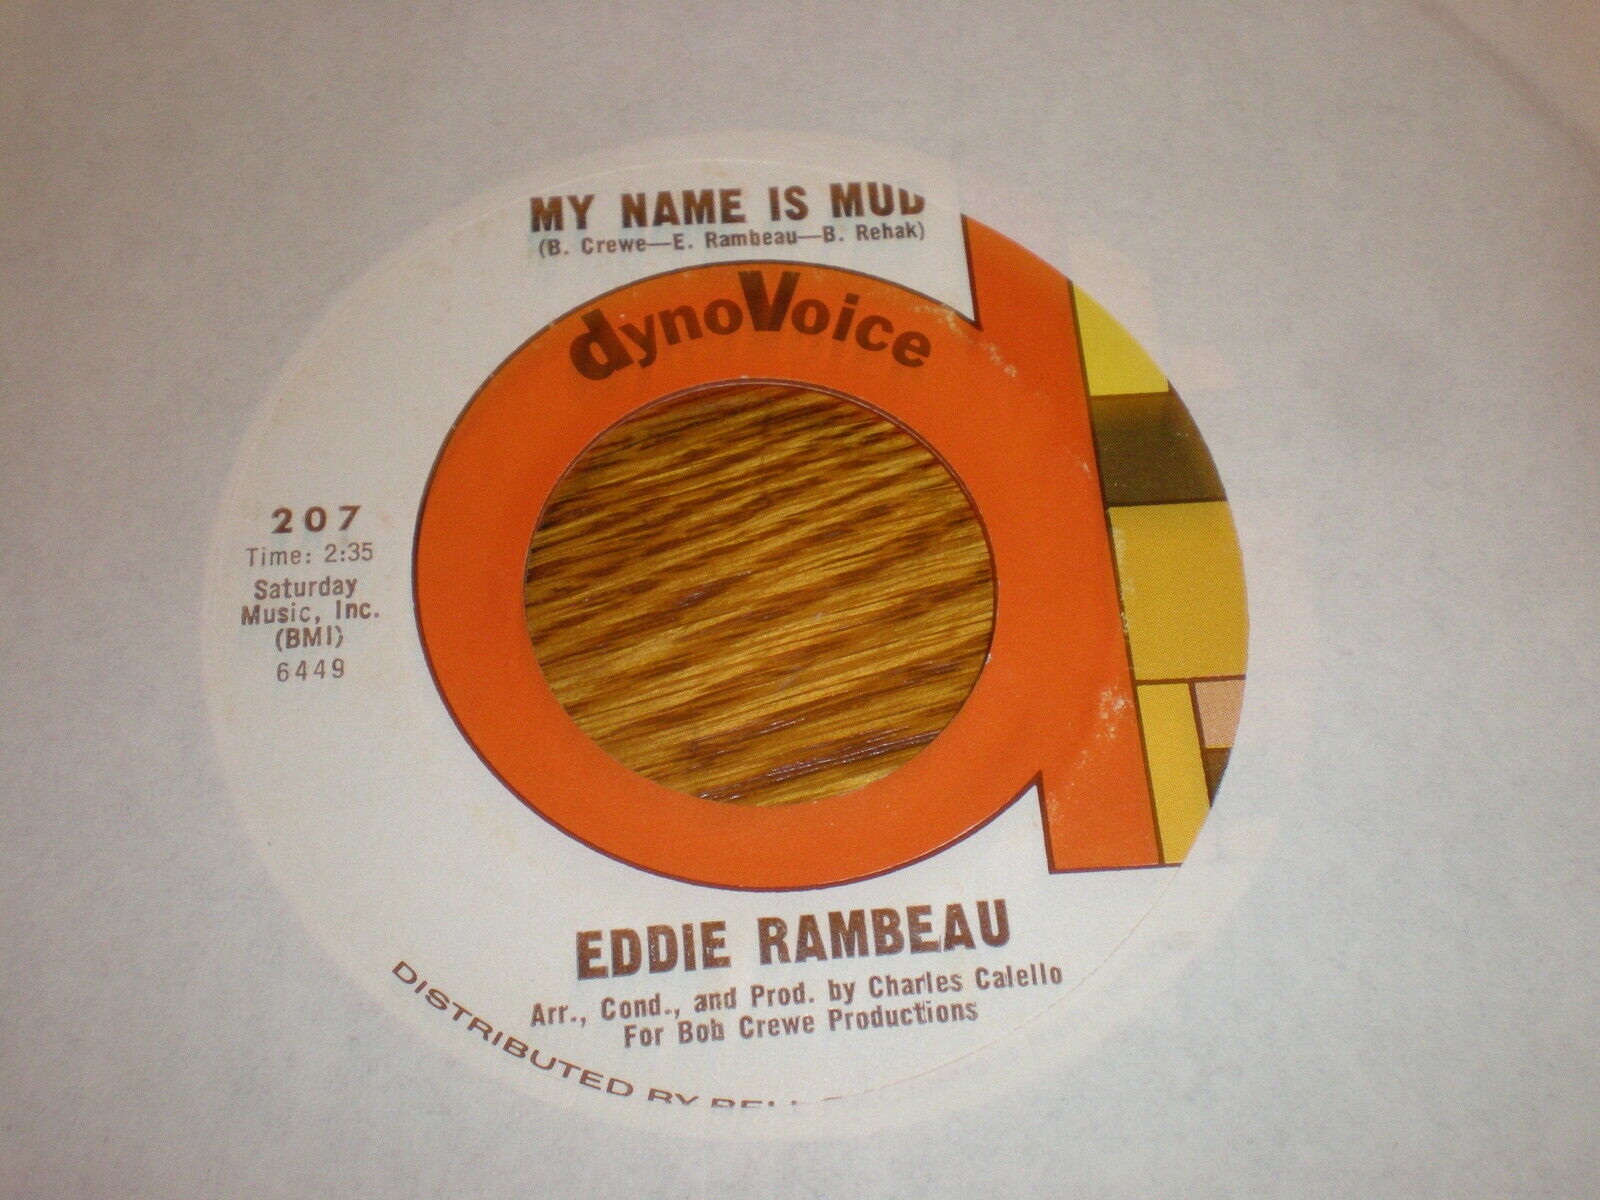 MY NAME IS MUD
(B. Crewe—E. Rambeau—B. Rehak)
dynoVoice
207
Time: 2:35
Saturday
Music, Inc.
(BMI)
6449
EDDIE RAMBEAU
Arr., Cond., and Prod. by Charles Calello
For Bob Crewe Productions
DISTRIBUTED BY BELL